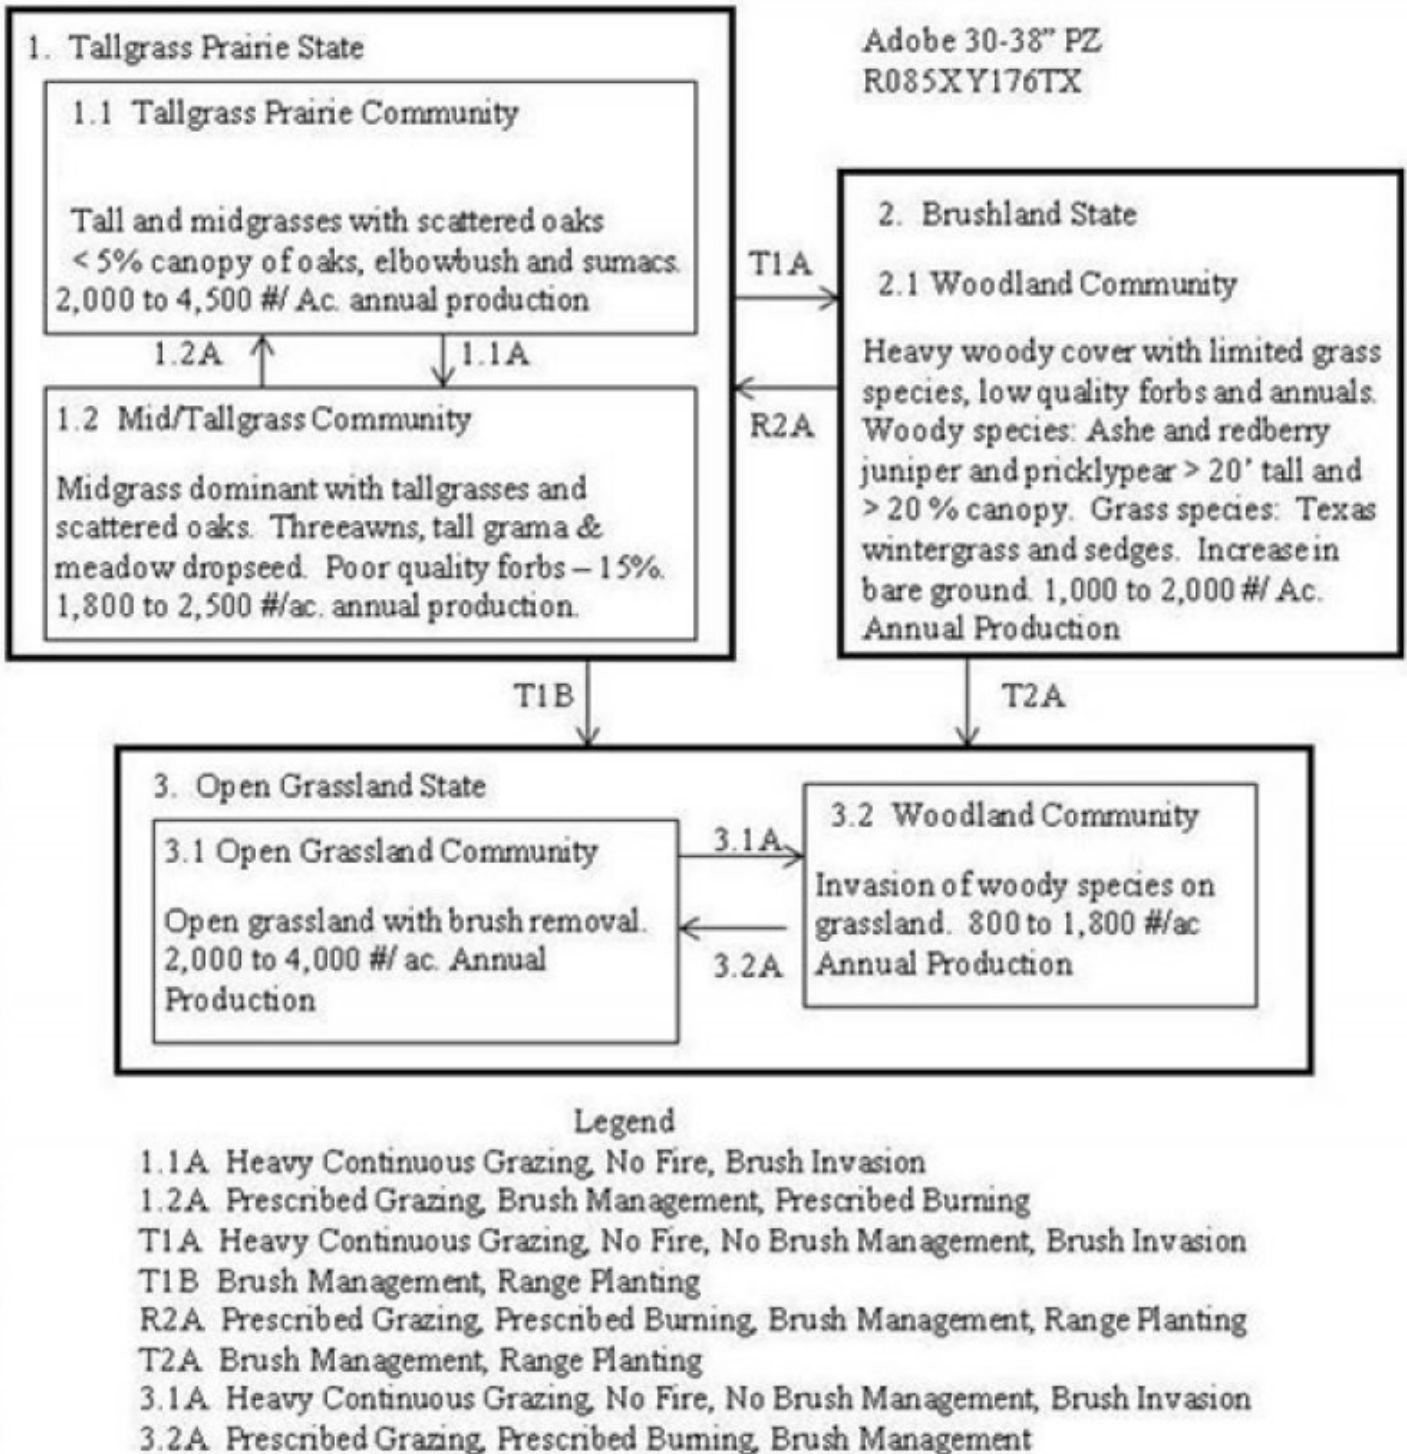 1. Tallgrass Prairie State
1.1 Tallgrass Prairie Community
Tall and midgrasses with scattered oaks
< 5% canopy of oaks, elbowbush and sumacs.
2,000 to 4,500 #/ Ac. annual production
1.2A
1.1A
1.2 Mid/Tallgrass Community
Midgrass dominant with tallgrasses and
scattered oaks. Threeawns, tall grama &
meadow dropseed. Poor quality forbs – 15%.
1,800 to 2,500 #/ac. annual production.
Adobe 30-38” PZ
R085XY176TX
T1A
R2A
2. Brushland State
2.1 Woodland Community
Heavy woody cover with limited grass
species, low quality forbs and annuals.
Woody species: Ashe and redberry
juniper and pricklypear > 20’ tall and
> 20 % canopy. Grass species: Texas
wintergrass and sedges. Increase in
bare ground. 1,000 to 2,000 #/ Ac.
Annual Production
T1B
T2A
3. Open Grassland State
3.1 Open Grassland Community
Open grassland with brush removal.
2,000 to 4,000 #/ ac. Annual
Production
3.1A
3.2A
3.2 Woodland Community
Invasion of woody species on
grassland. 800 to 1,800 #/ac
Annual Production
Legend
1.1A Heavy Continuous Grazing, No Fire, Brush Invasion
1.2A Prescribed Grazing, Brush Management, Prescribed Burning
T1A Heavy Continuous Grazing, No Fire, No Brush Management, Brush Invasion
T1B Brush Management, Range Planting
R2A Prescribed Grazing, Prescribed Burning, Brush Management, Range Planting
T2A Brush Management, Range Planting
3.1A Heavy Continuous Grazing, No Fire, No Brush Management, Brush Invasion
3.2A Prescribed Grazing, Prescribed Burning, Brush Management